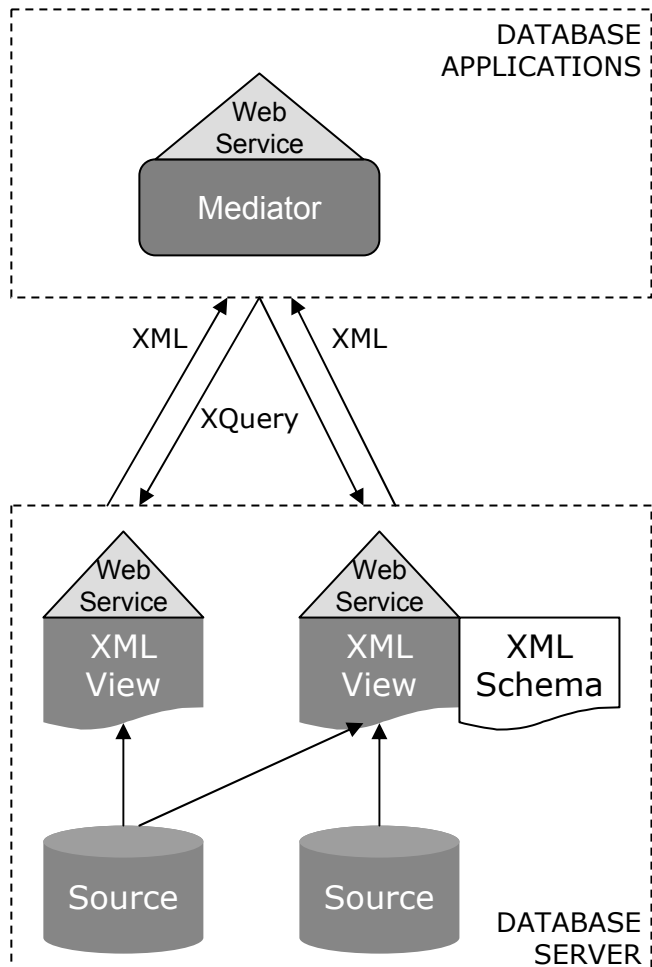 DATABASE
APPLICATIONS
Web
Service
Mediator
XML
XML
XQuery
Web
Service
Web
Service
XML
View
XML
View
XML
Schema
Source
Source
DATABASE
SERVER